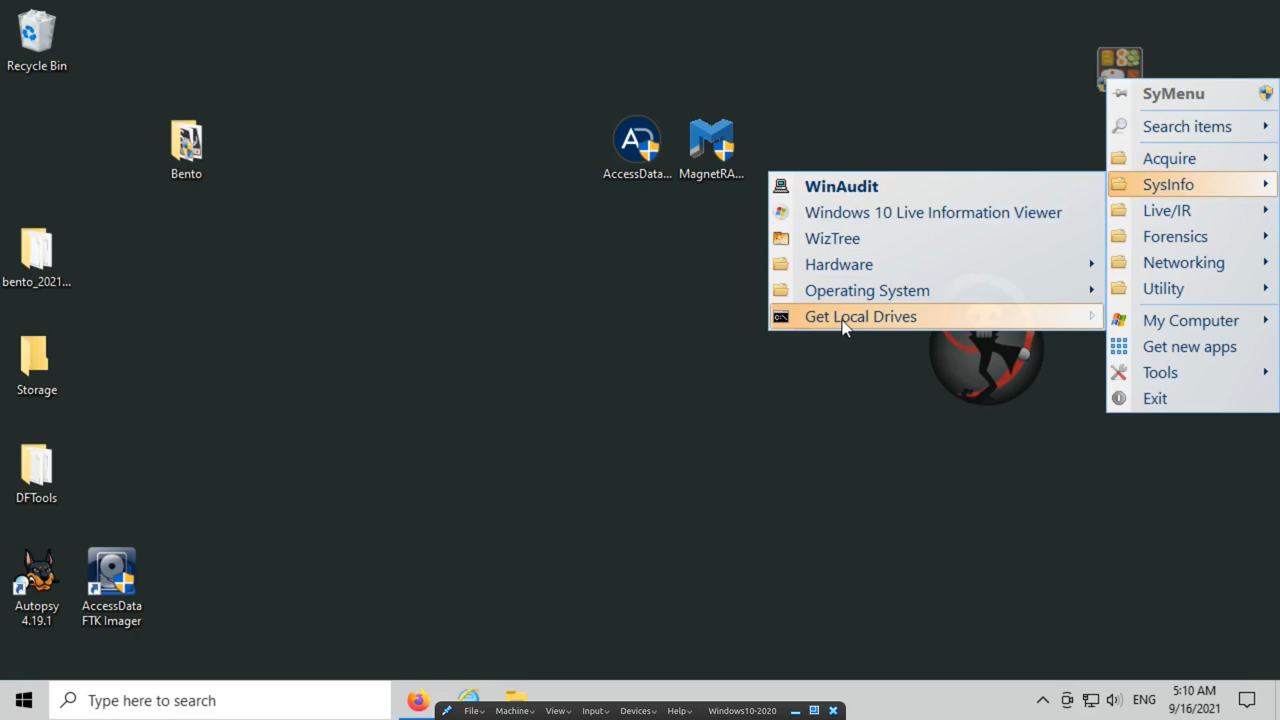 Recycle Bin
Bento
AccessData...
MagnetRA...
bento_2021...
Storage
DFTools
Autopsy
4.19.1
AccessData
FTK Imager
WinAudit
Windows 10 Live Information Viewer
WizTree
Hardware
Operating System
Get Local Drives
SyMenu
Search items
Acquire
SysInfo
Live/IR
Forensics
Networking
Utility
My Computer
Get new apps
Tools
Exit
Type here to search
File
Machine
View
Input
Devices
Help
Windows10-2020
ENG
5:10 AM
9/16/2021